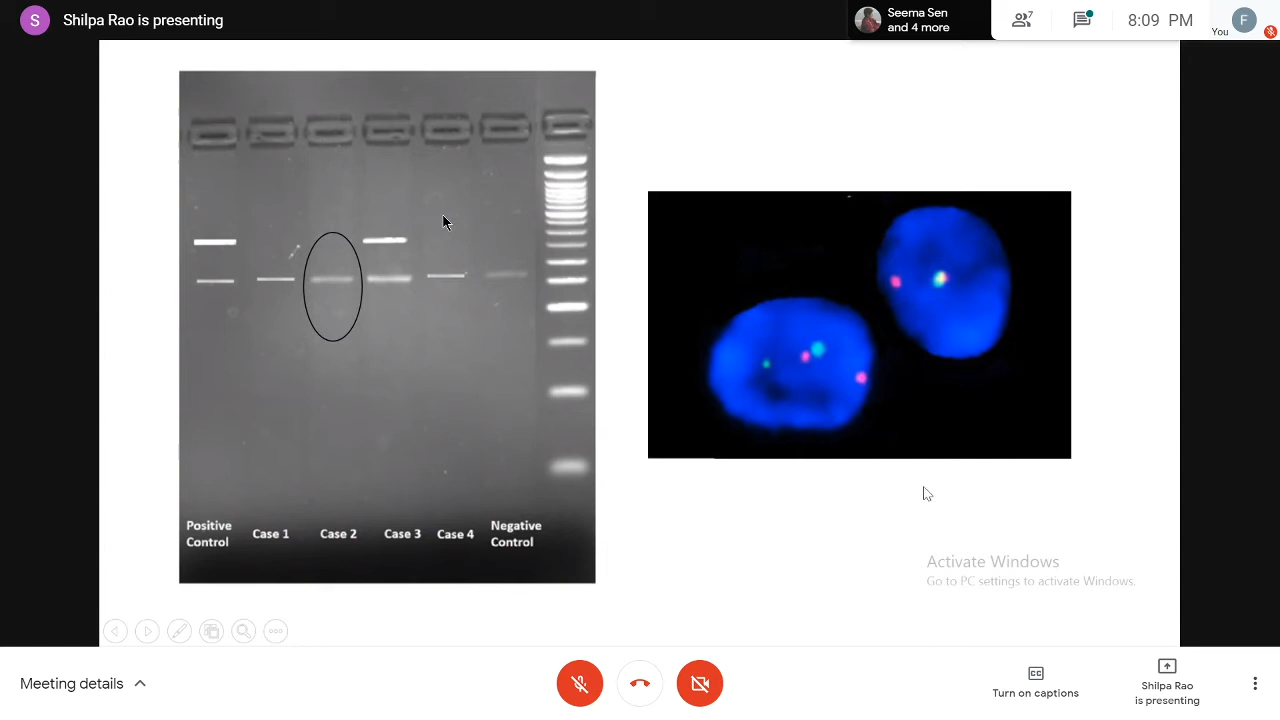 S Shilpa Rao is presenting
Seema Sen
and 4 more
7
8:09 PM
You
F
Positive
Control
Case 1
Case 2
Case 3
Case 4
Negative
Control
Activate Windows
Go to PC settings to activate Windows.
Meeting details
CC
Turn on captions
Shilpa Rao
is presenting